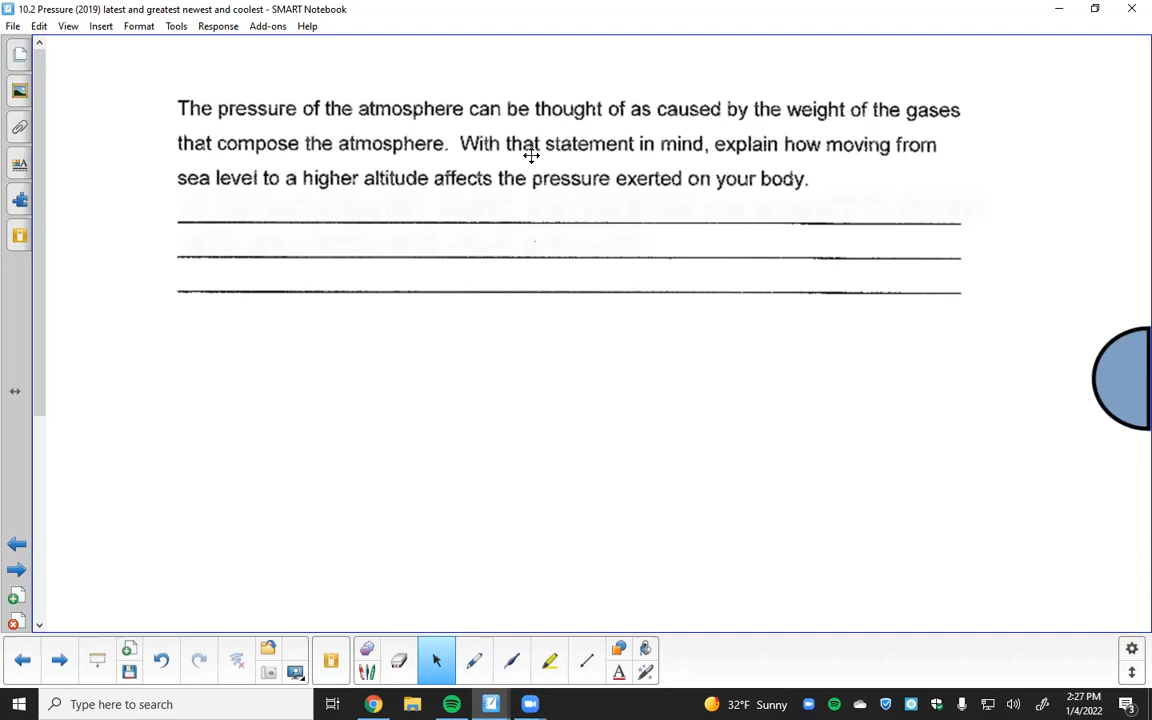 10.2 Pressure (2019) latest and greatest newest and coolest - SMART Notebook
File Edit View Insert Format Tools Response Add-ons Help
The pressure of the atmosphere can be thought of as caused by the weight of the gases
that compose the atmosphere. With that statement in mind, explain how moving from
sea level to a higher altitude affects the pressure exerted on your body.
Type here to search
32°F Sunny
2:27 PM
1/4/2022
3